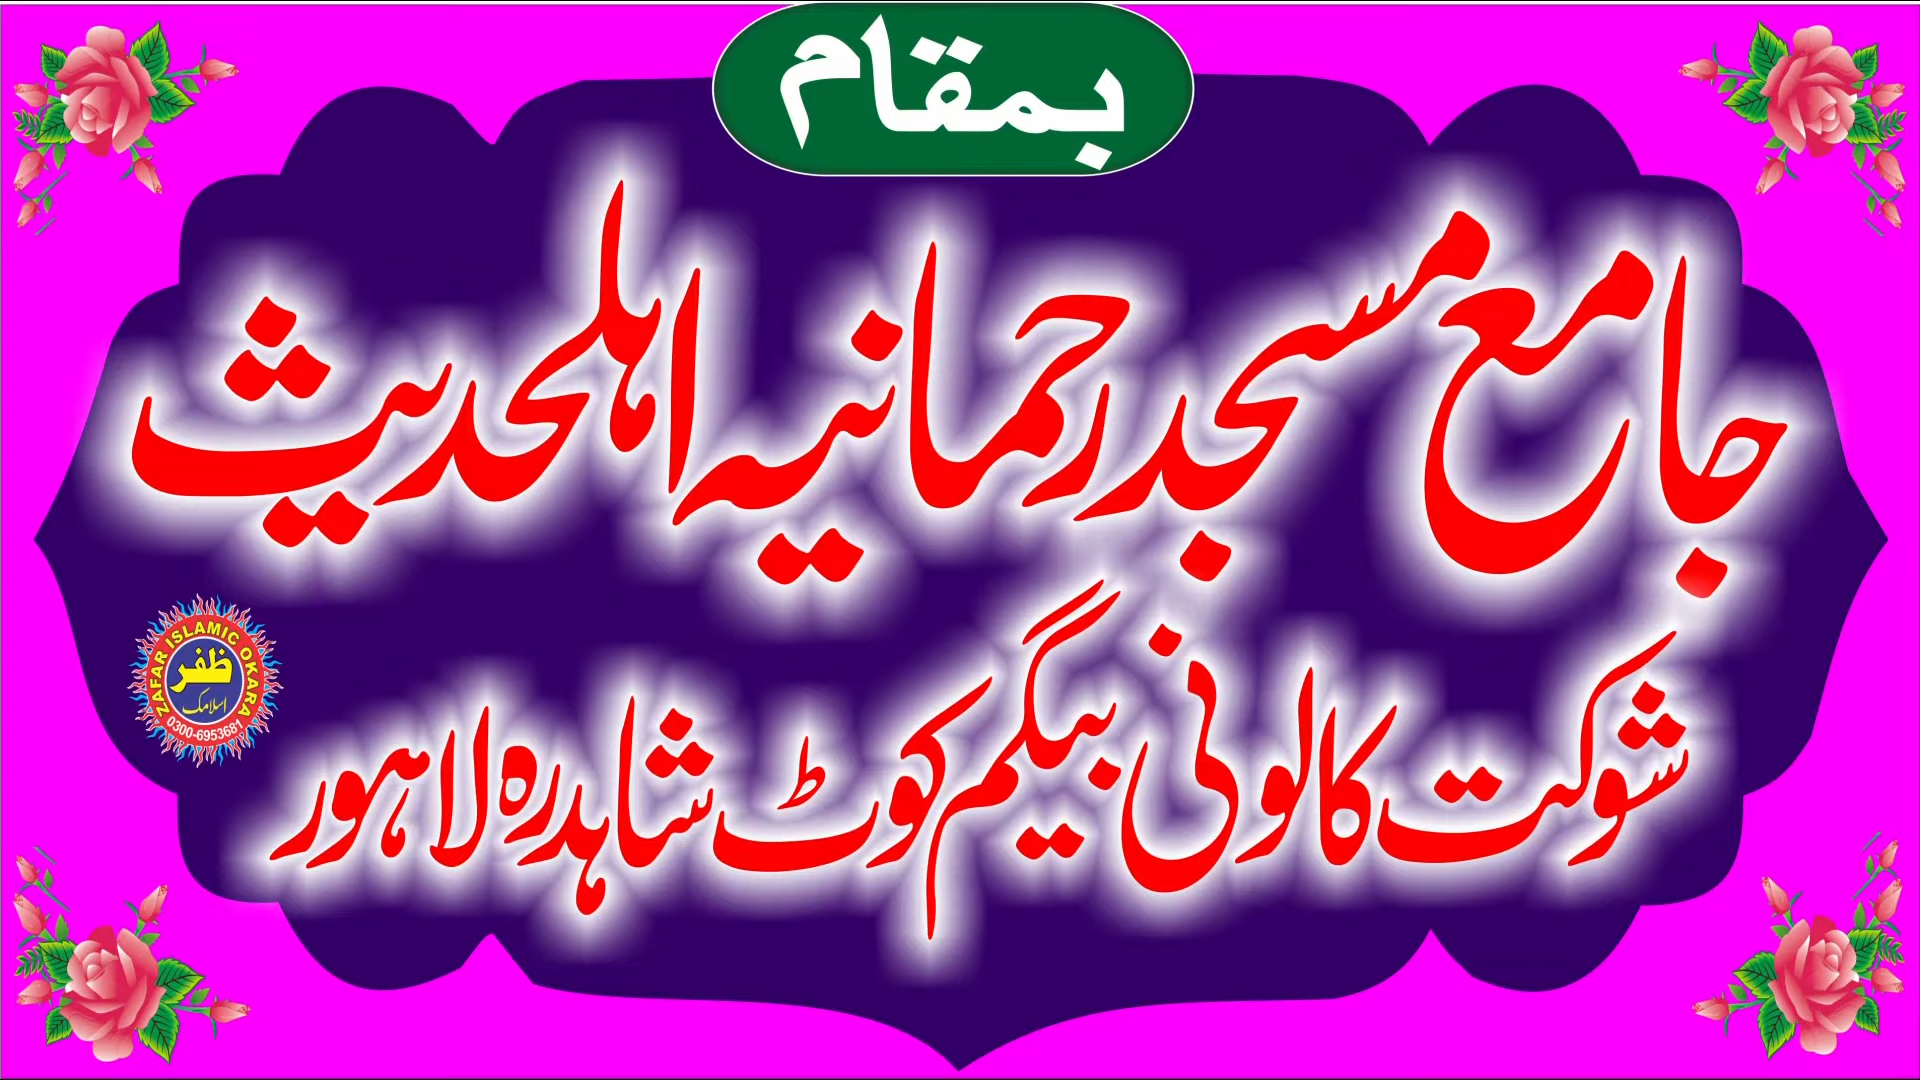 بمقام
جامع مسجد رحمانیہ اہلحدیث
شوکت کالونی بیگم کوٹ شاہدرہ لاہور
ZAFAR ISLAMIC OKARA
ظفر
اسلامک
0300-6953681